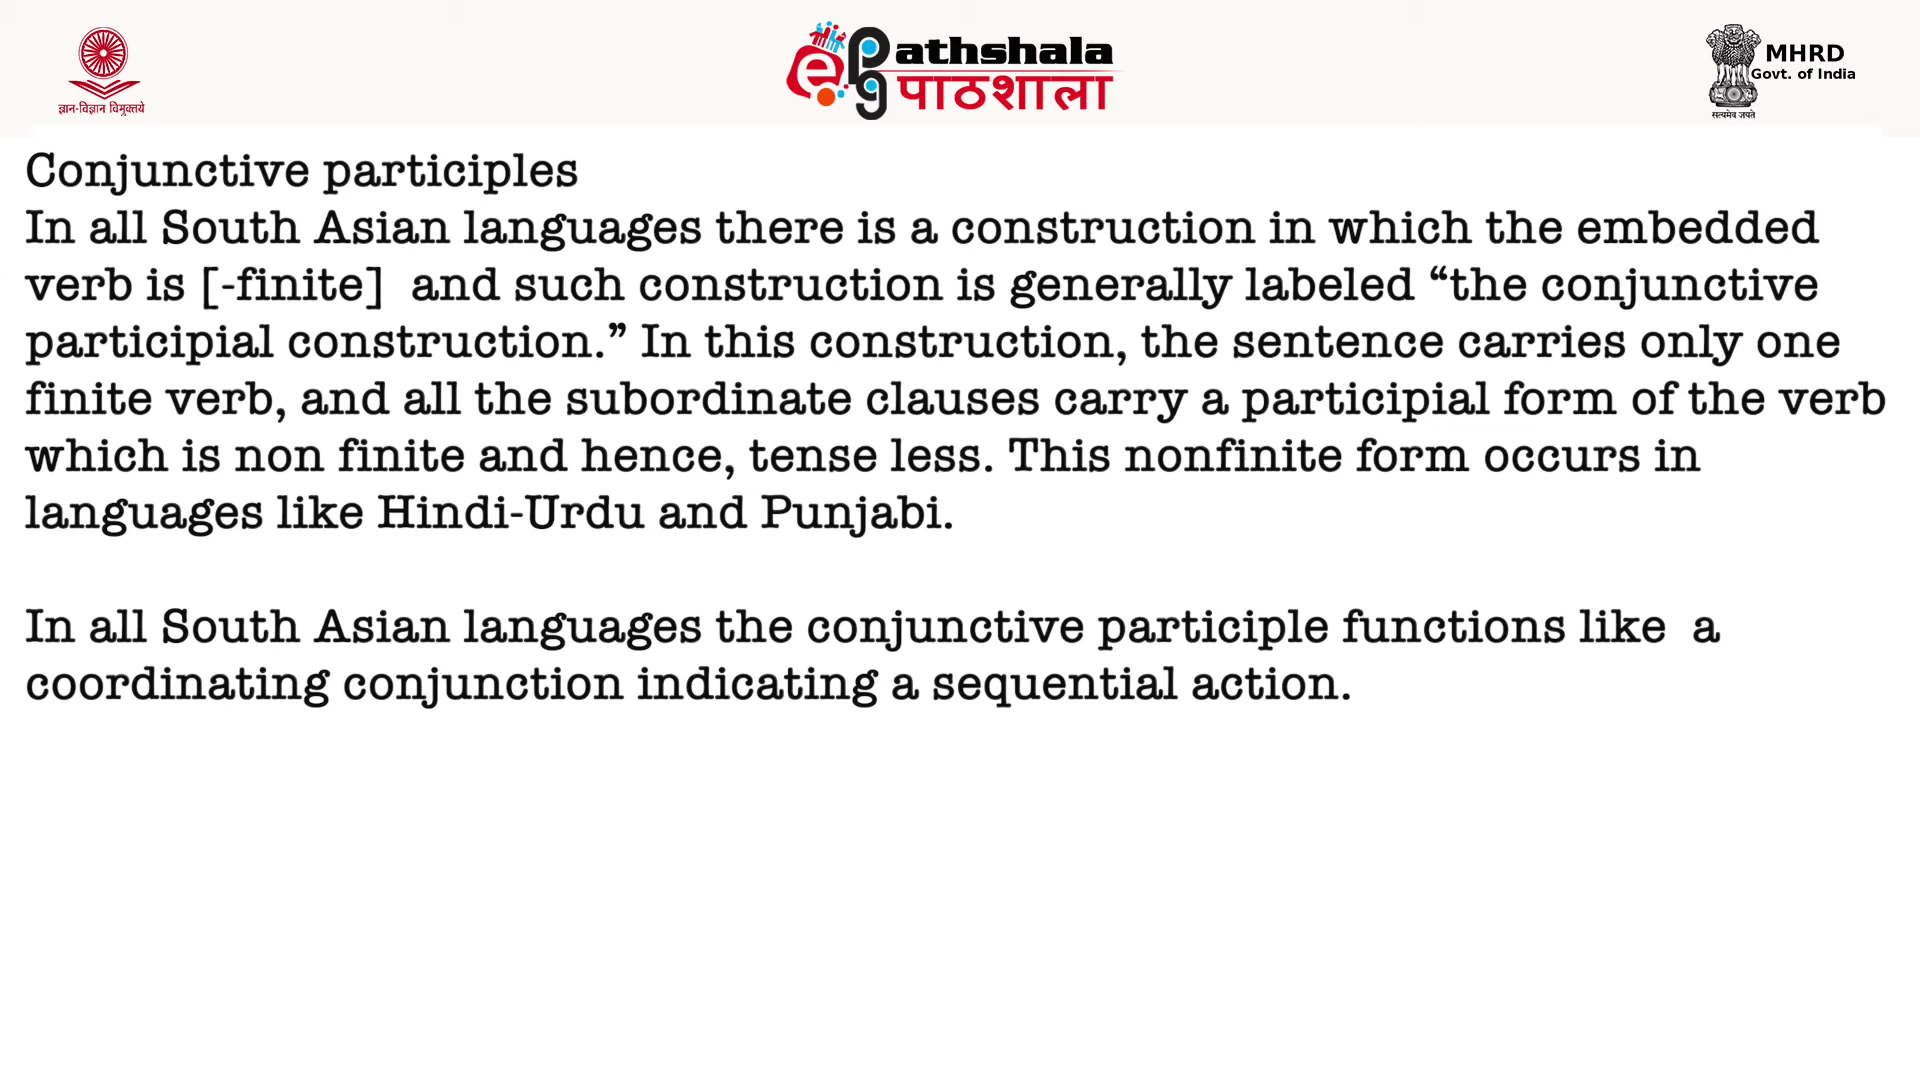 ज्ञान-विज्ञान विमुक्तये
e Pg athshala
पाठशाला
MHRD
Govt. of India
सत्यमेव जयते
Conjunctive participles
In all South Asian languages there is a construction in which the embedded
verb is [-finite]  and such construction is generally labeled “the conjunctive
participial construction.” In this construction, the sentence carries only one
finite verb, and all the subordinate clauses carry a participial form of the verb
which is non finite and hence, tense less. This nonfinite form occurs in
languages like Hindi-Urdu and Punjabi.
In all South Asian languages the conjunctive participle functions like  a
coordinating conjunction indicating a sequential action.